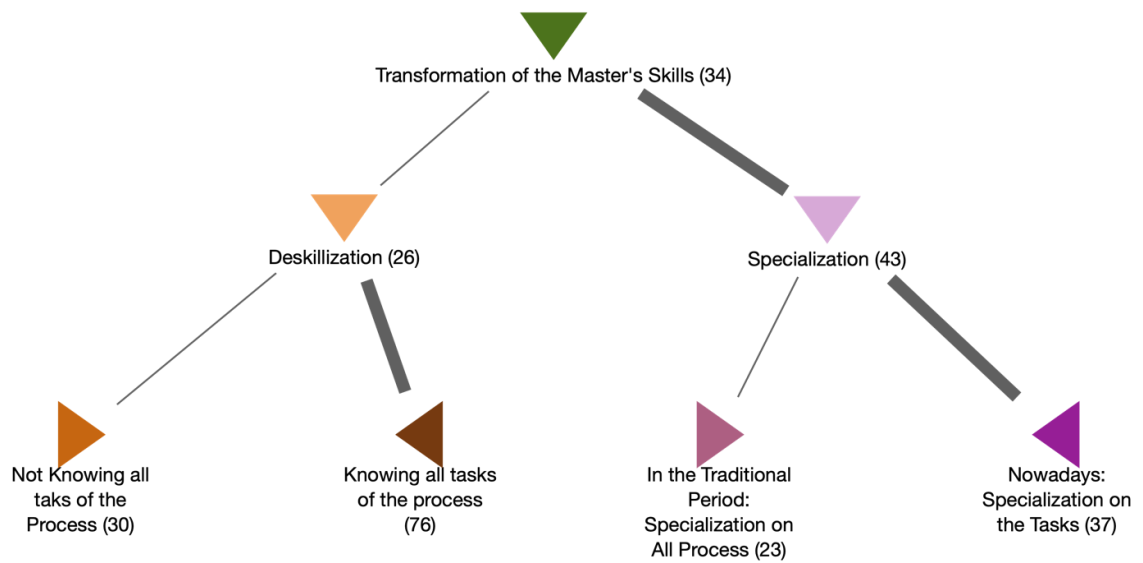 Transformation of the Master's Skills (34)
Deskillization (26)
Specialization (43)
Not Knowing all
taks of the
Process (30)
Knowing all tasks
of the process
(76)
In the Traditional
Period:
Specialization on
All Process (23)
Nowadays:
Specialization on
the Tasks (37)